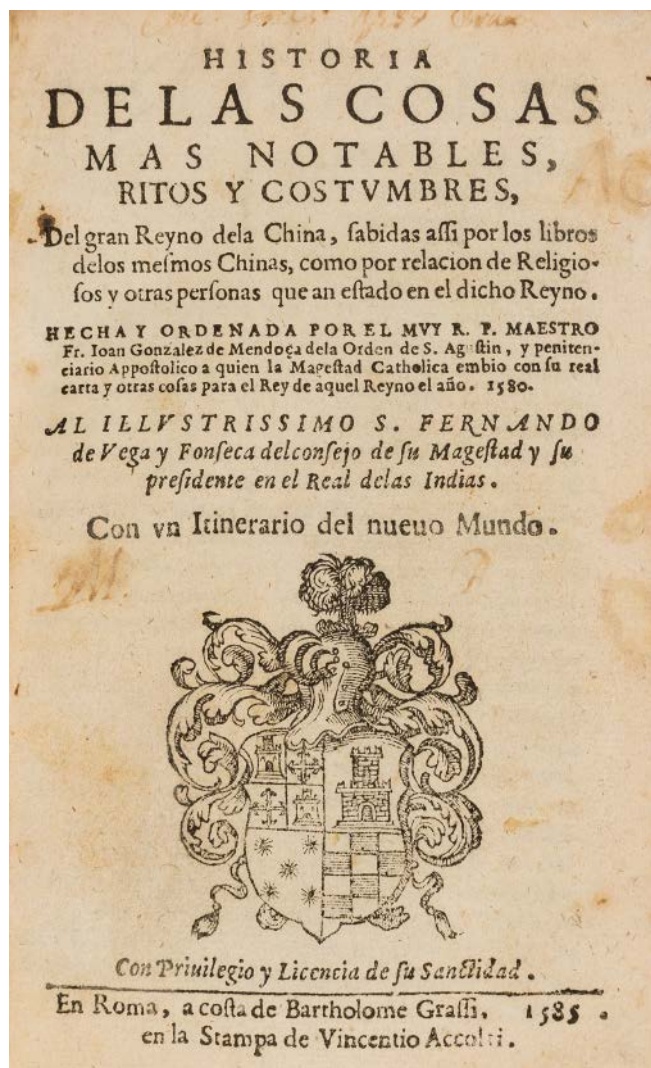 HISTORIA
DELAS COSAS
MAS NOTABLES,
RITOS Y COSTVMBRES,
Del gran Reyno dela China, ſabidas aſſi por los libros
delos meſmos Chinas, como por relacion de Religio-
ſos y otras perſonas que an eſtado en el dicho Reyno.
HECHA Y ORDENADA POR EL MVY R. P. MAESTRO
Fr. Ioan Gonzalez de Mendoça dela Orden de S. Aguſtin, y peniten-
ciario Appoſtolico a quien la Mageſtad Catholica embio con ſu real
carta y otras coſas para el Rey de aquel Reyno el año. 1580.
AL ILLVSTRISSIMO S. FERNANDO
de Vega y Fonſeca del conſejo de ſu Mageſtad y ſu
preſidente en el Real delas Indias.
Con vn Itinerario del nueuo Mundo.
Con Priuilegio y Licencia de ſu Sanctidad.
En Roma, a coſta de Bartholome Graſſi. 1585.
en la Stampa de Vincentio Accolti.